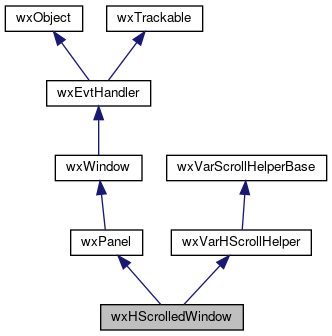 wxObject
wxTrackable
wxEvtHandler
wxWindow
wxVarScrollHelperBase
wxPanel
wxVarHScrollHelper
wxHScrolledWindow